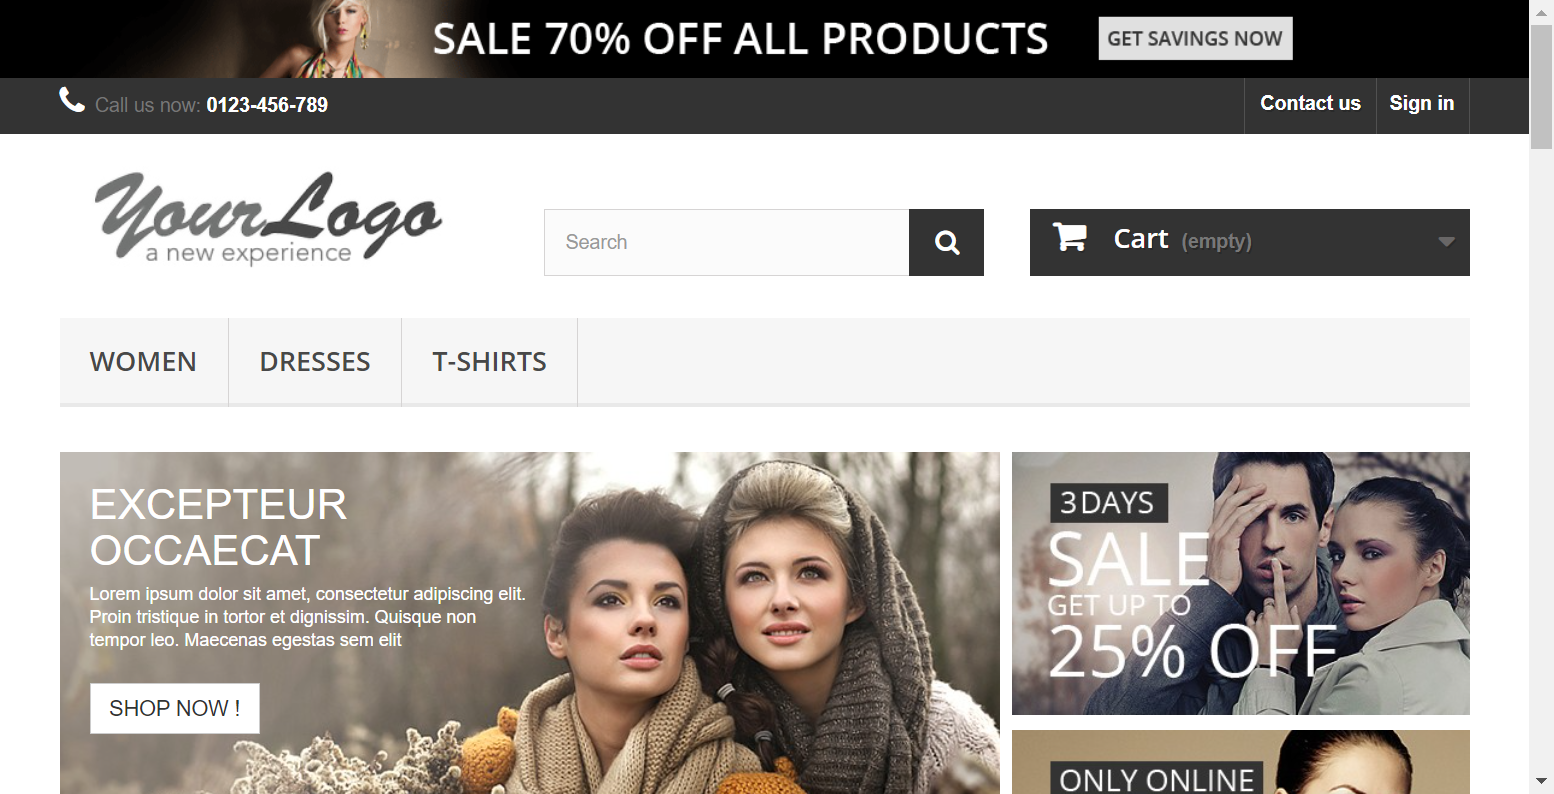 SALE 70% OFF ALL PRODUCTS
GET SAVINGS NOW
Call us now: 0123-456-789
Contact us
Sign in
YourLogo
a new experience
Search
Cart (empty)
WOMEN
DRESSES
T-SHIRTS
EXCEPTEUR
OCCAECAT
Lorem ipsum dolor sit amet, consectetur adipiscing elit.
Proin tristique in tortor et dignissim. Quisque non
tempor leo. Maecenas egestas sem elit
SHOP NOW !
3 DAYS
SALE
GET UP TO
25% OFF
ONLY ONLINE